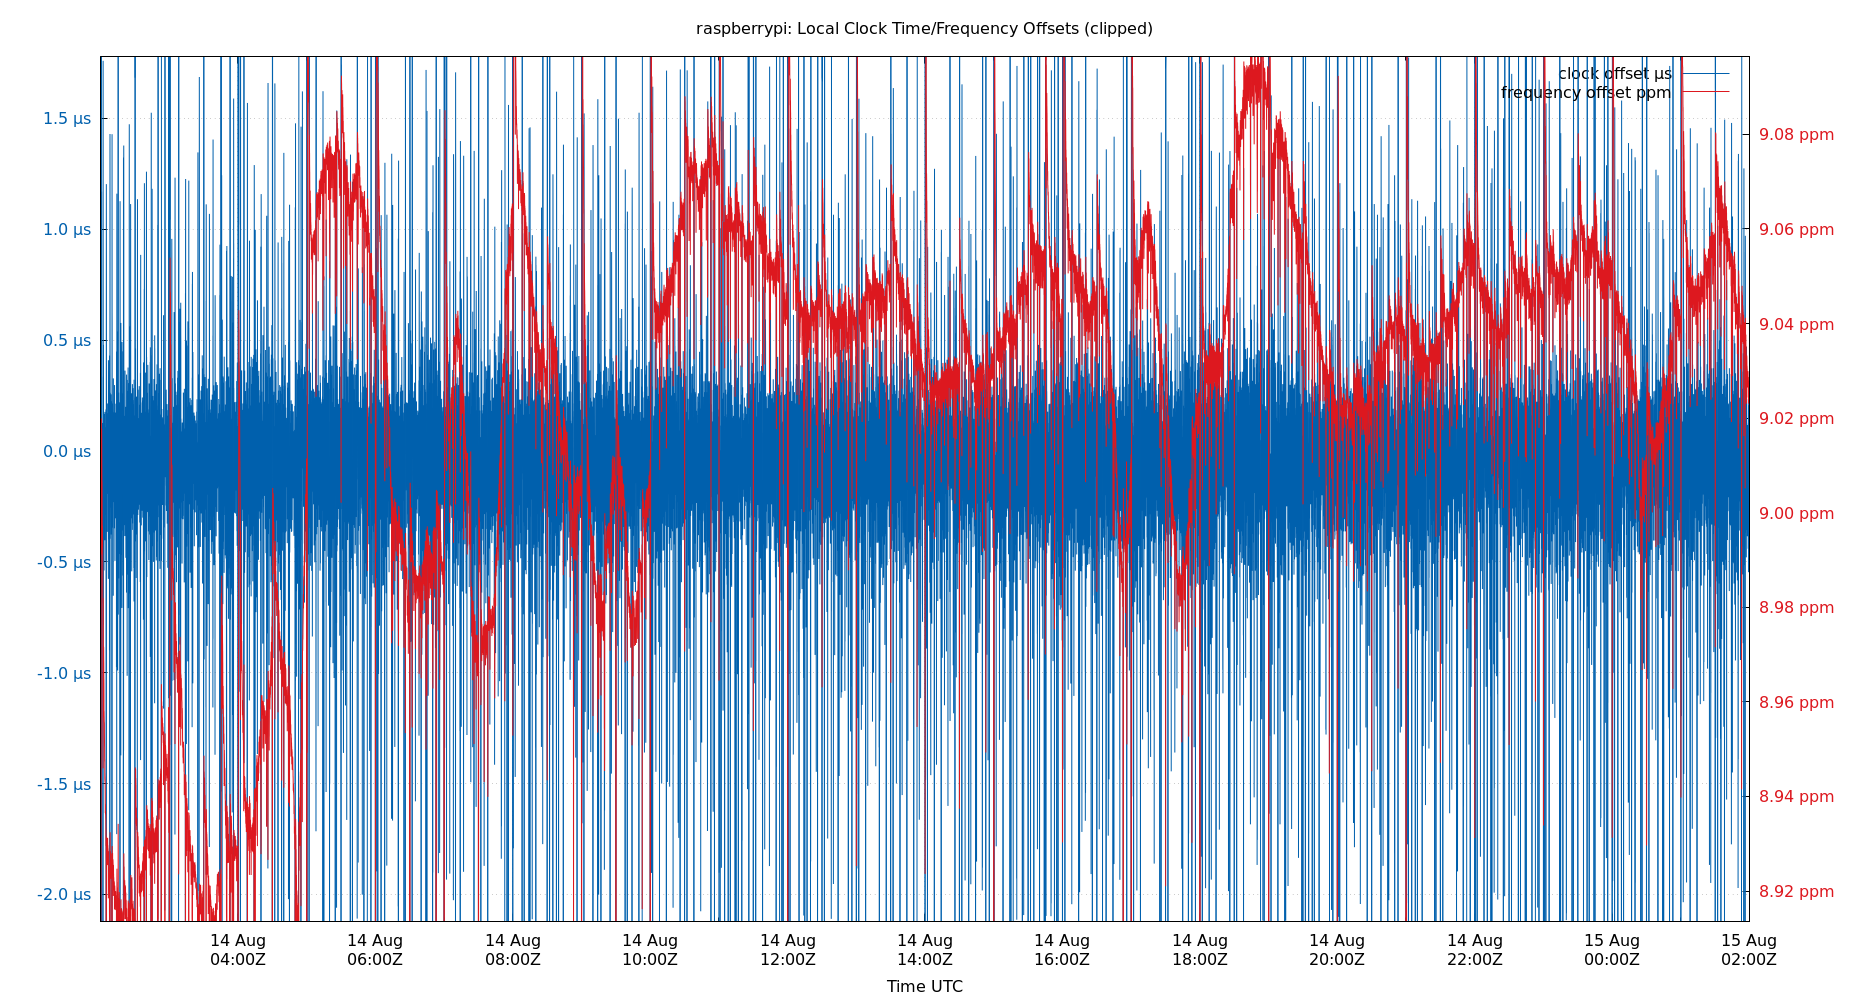 raspberrypi: Local Clock Time/Frequency Offsets (clipped)
clock offset µs
frequency offset ppm
1.5 µs
1.0 µs
0.5 µs
0.0 µs
-0.5 µs
-1.0 µs
-1.5 µs
-2.0 µs
9.08 ppm
9.06 ppm
9.04 ppm
9.02 ppm
9.00 ppm
8.98 ppm
8.96 ppm
8.94 ppm
8.92 ppm
14 Aug 14 Aug 14 Aug 14 Aug 14 Aug 14 Aug 14 Aug 14 Aug 14 Aug 14 Aug 15 Aug 15 Aug
04:00Z 06:00Z 08:00Z 10:00Z 12:00Z 14:00Z 16:00Z 18:00Z 20:00Z 22:00Z 00:00Z 02:00Z
Time UTC